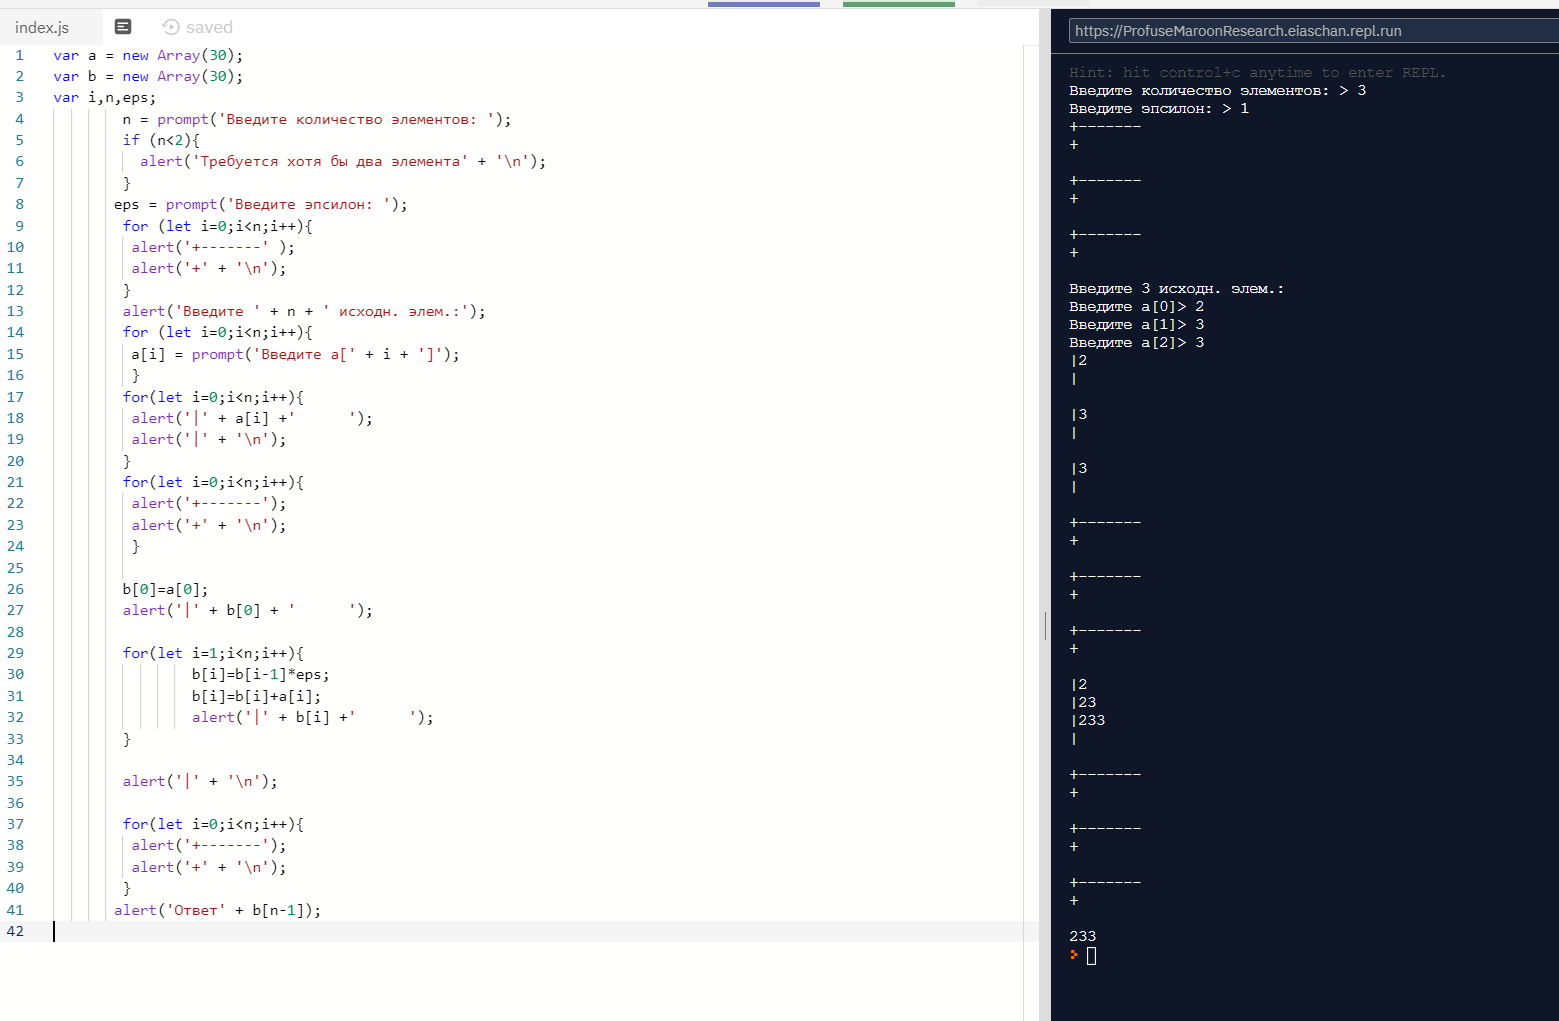 index.js
saved
1 var a = new Array(30);
2 var b = new Array(30);
3 var i,n,eps;
4 n = prompt('Введите количество элементов: ');
5 if (n<2){
6 alert('Требуется хотя бы два элемента' + '\n');
7 }
8 eps = prompt('Введите эпсилон: ');
9 for (let i=0;i<n;i++){
10 alert('+-------' );
11 alert('+' + '\n');
12 }
13 alert('Введите ' + n + ' исходн. элем.:');
14 for (let i=0;i<n;i++){
15 a[i] = prompt('Введите a[' + i + ']');
16 }
17 for(let i=0;i<n;i++){
18 alert('|' + a[i] +'      ');
19 alert('|' + '\n');
20 }
21 for(let i=0;i<n;i++){
22 alert('+-------');
23 alert('+' + '\n');
24 }
25
26 b[0]=a[0];
27 alert('|' + b[0] + '      ');
28
29 for(let i=1;i<n;i++){
30 b[i]=b[i-1]*eps;
31 b[i]=b[i]+a[i];
32 alert('|' + b[i] +'      ');
33 }
34
35 alert('|' + '\n');
36
37 for(let i=0;i<n;i++){
38 alert('+-------');
39 alert('+' + '\n');
40 }
41 alert('Ответ' + b[n-1]);
42
https://ProfuseMaroonResearch.eiaschan.repl.run
Hint: hit control+c anytime to enter REPL.
Введите количество элементов: > 3
Введите эпсилон: > 1
+-------
+
+-------
+
+-------
+
Введите 3 исходн. элем.:
Введите a[0]> 2
Введите a[1]> 3
Введите a[2]> 3
|2
|
|3
|
|3
|
+-------
+
+-------
+
+-------
+
|2
|23
|233
|
+-------
+
+-------
+
+-------
+
233
>